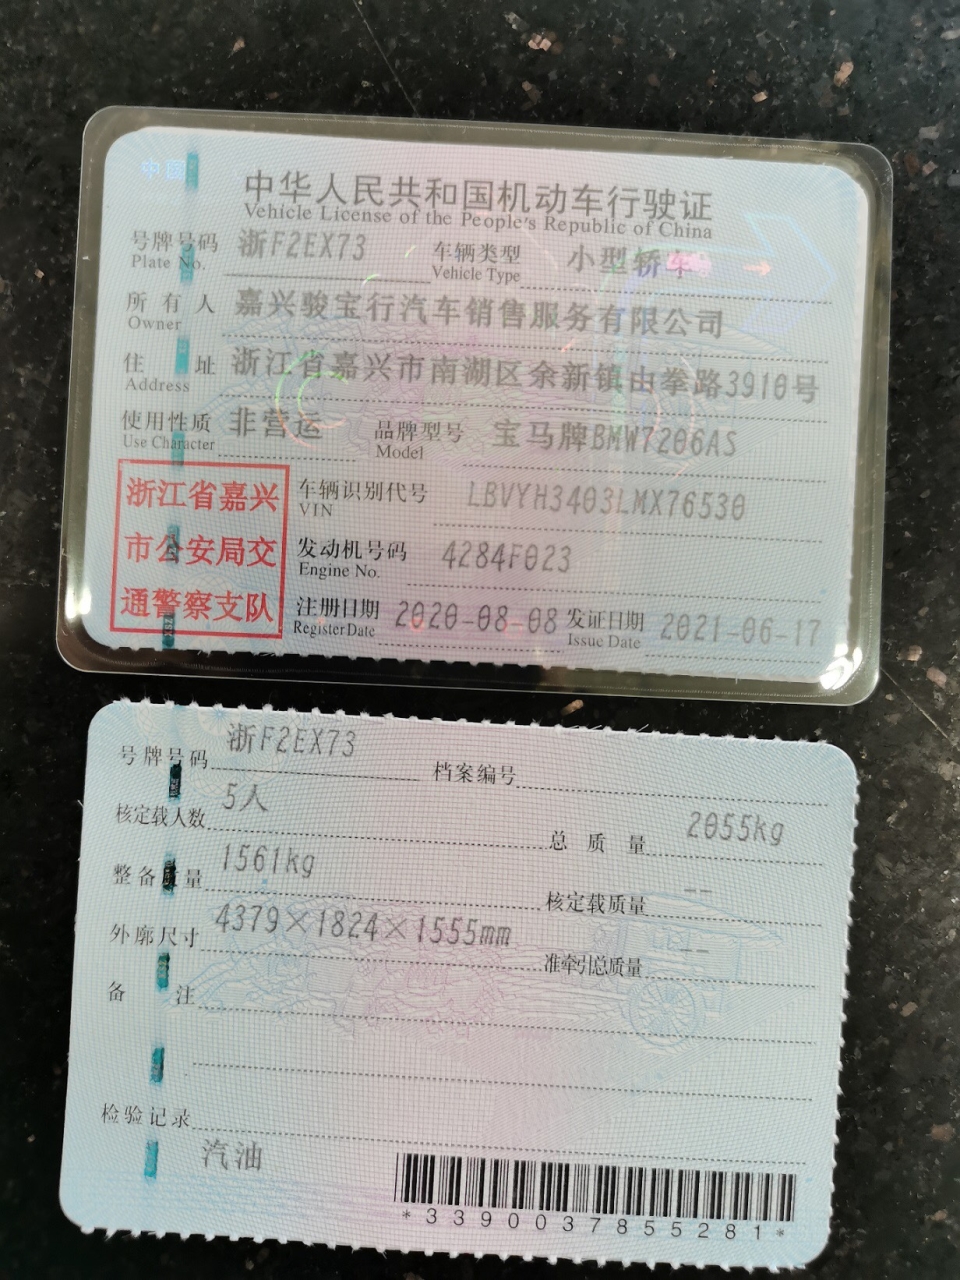 中国
中华人民共和国机动车行驶证
Vehicle License of the People's Republic of China
号牌号码 浙F2EX73 车辆类型 小型轿车
Plate No. Vehicle Type
所有人 嘉兴骏宝行汽车销售服务有限公司
Owner
住址 浙江省嘉兴市南湖区余新镇由拳路3910号
Address
使用性质 非营运 品牌型号 宝马牌BMW7206AS
Use Character Model
浙江省嘉兴
市公安局交
通警察支队
车辆识别代号 LBVYH3403LMX76530
VIN
发动机号码 4284F023
Engine No.
注册日期 2020-08-08 发证日期 2021-06-17
Register Date Issue Date
号牌号码 浙F2EX73 档案编号
核定载人数 5人 总质量 2055kg
整备质量 1561kg 核定载质量 --
外廓尺寸 4379×1824×1555mm 准牵引总质量 --
备注
检验记录
汽油
*3390037855281*